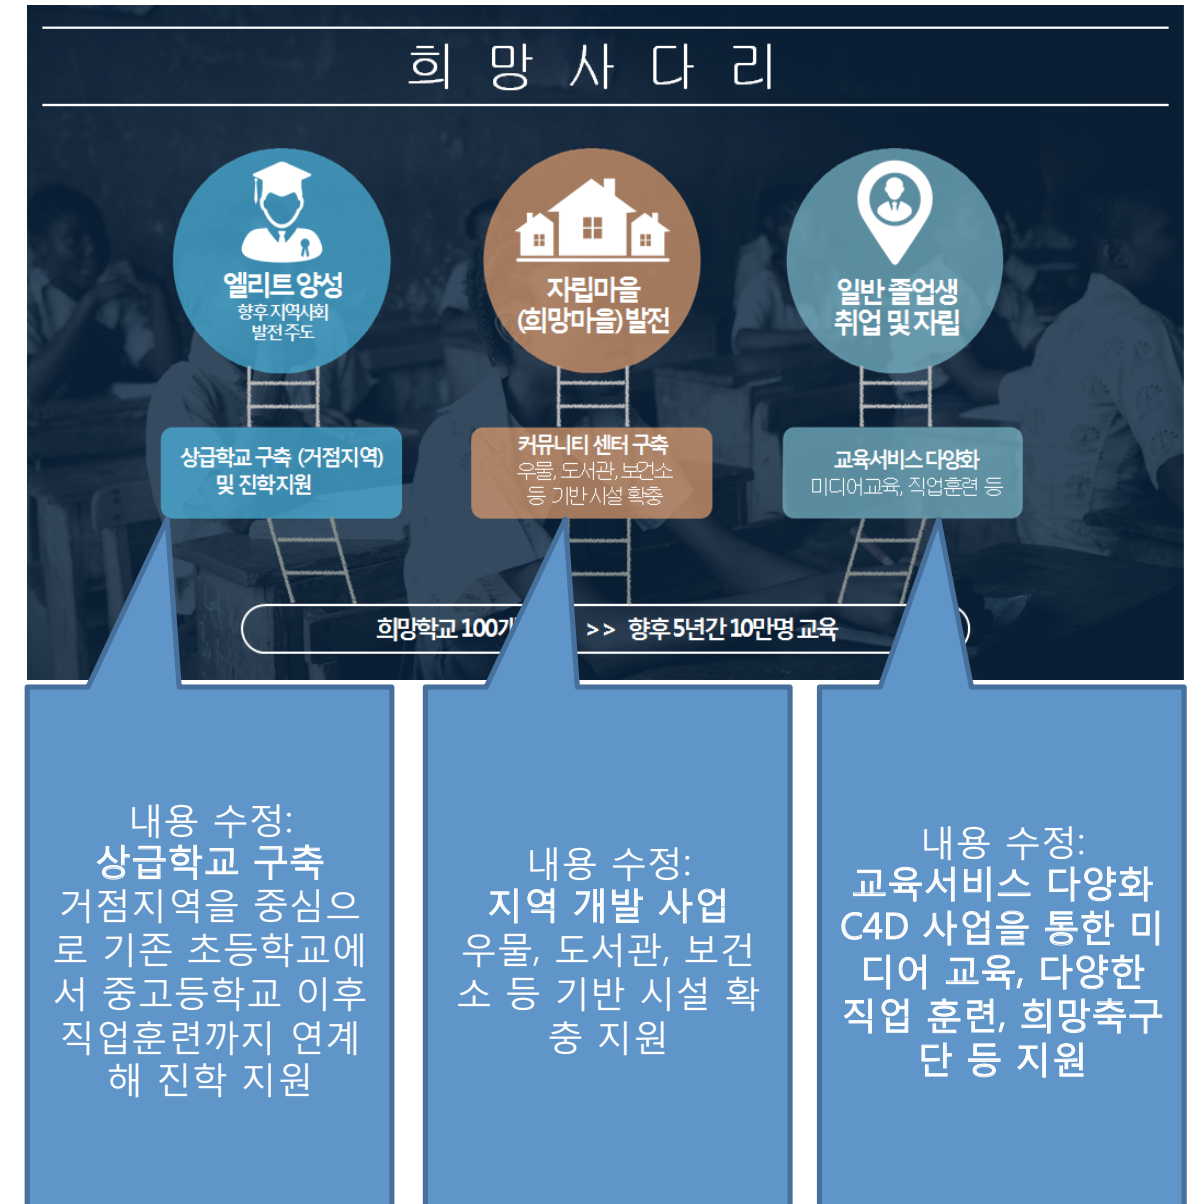 희망사다리
엘리트 양성
향후 지역사회
발전 주도
자립마을
(희망마을) 발전
일반 졸업생
취업 및 자립
상급학교 구축 (거점지역)
및 진학지원
커뮤니티 센터 구축
우물, 도서관, 보건소
등 기반 시설 확충
교육서비스 다양화
미디어교육, 직업훈련 등
희망학교 100개 >> 향후 5년간 10만명 교육
내용 수정:
상급학교 구축
거점지역을 중심으
로 기존 초등학교에
서 중고등학교 이후
직업훈련까지 연계
해 진학 지원
내용 수정:
지역 개발 사업
우물, 도서관, 보건
소 등 기반 시설 확
충 지원
내용 수정:
교육서비스 다양화
C4D 사업을 통한 미
디어 교육, 다양한
직업 훈련, 희망축구
단 등 지원